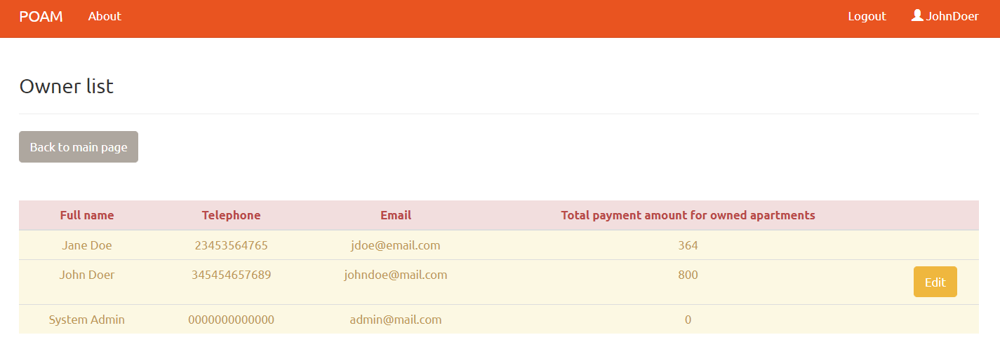 POAM About Logout JohnDoer
Owner list
Back to main page
Full name Telephone Email Total payment amount for owned apartments
Jane Doe 23453564765 jdoe@email.com 364
John Doer 345454657689 johndoe@mail.com 800 Edit
System Admin 0000000000000 admin@mail.com 0